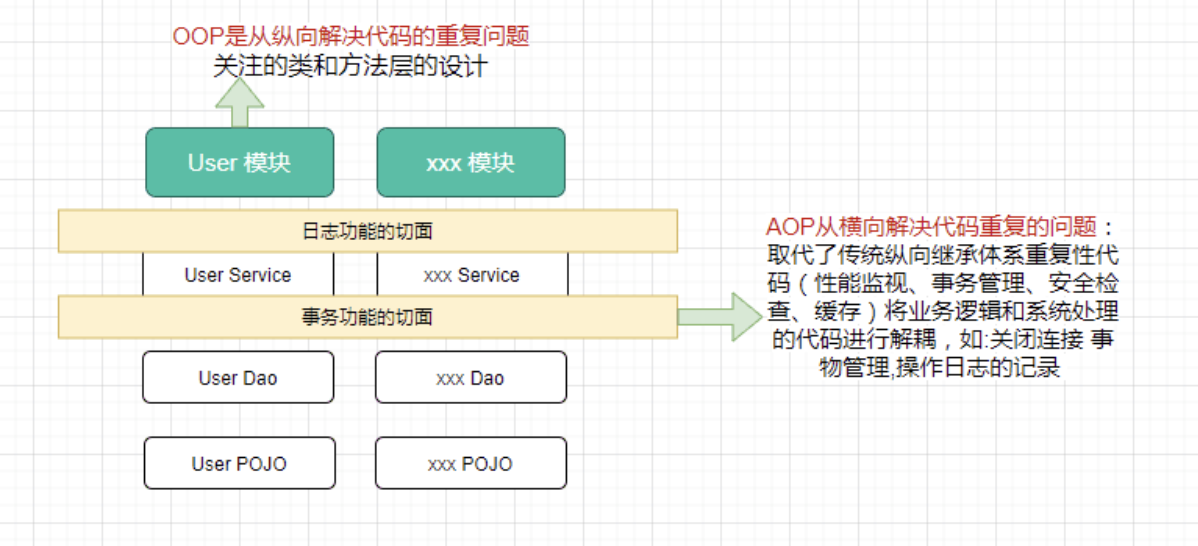 OOP是从纵向解决代码的重复问题
关注的类和方法层的设计
User 模块
xxx 模块
日志功能的切面
User Service
xxx Service
事务功能的切面
User Dao
xxx Dao
User POJO
xxx POJO
AOP从横向解决代码重复的问题：
取代了传统纵向继承体系重复性代
码（性能监视、事务管理、安全检
查、缓存）将业务逻辑和系统处理
的代码进行解耦，如:关闭连接 事
物管理,操作日志的记录